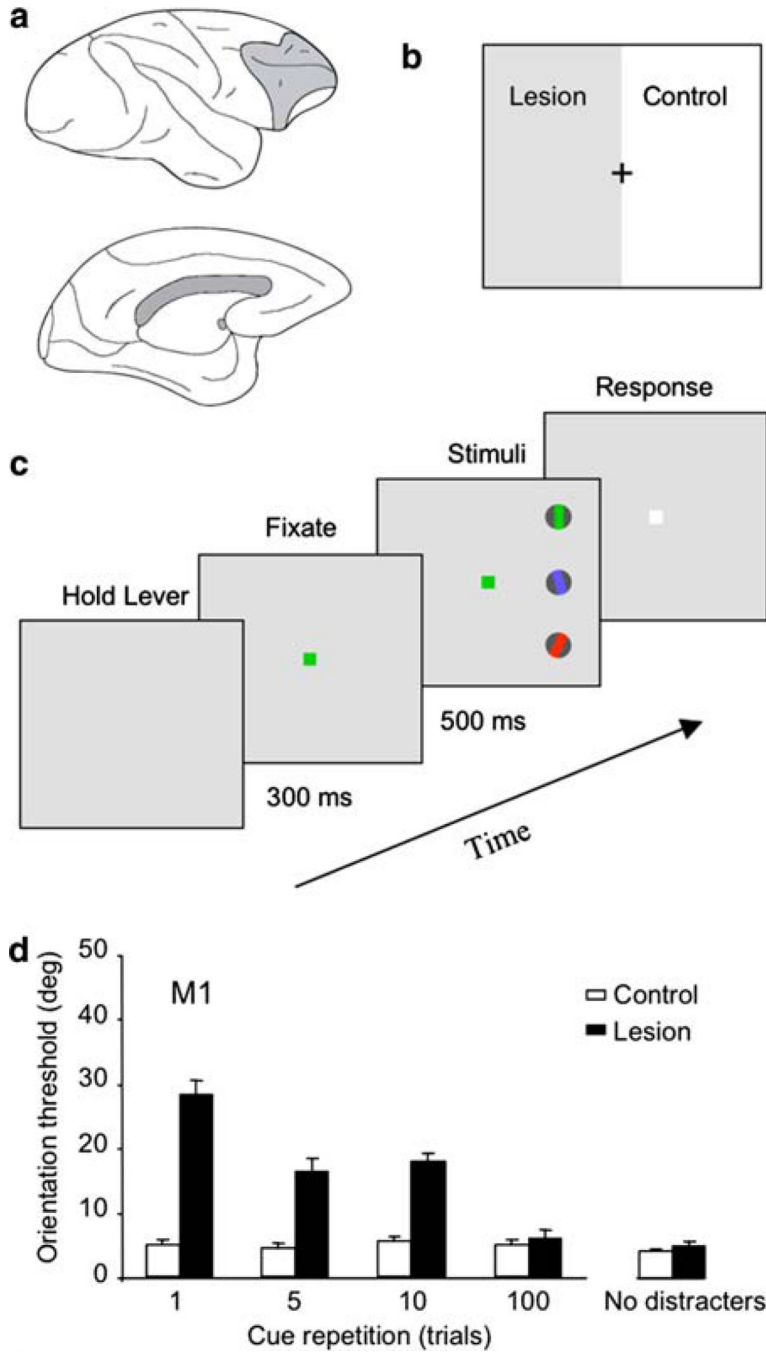 a
b
Lesion Control
+
c
Hold Lever
Fixate
Stimuli
Response
300 ms
500 ms
Time
d
Orientation threshold (deg)
50
40
30
20
10
0
M1
Control
Lesion
1 5 10 100 No distracters
Cue repetition (trials)